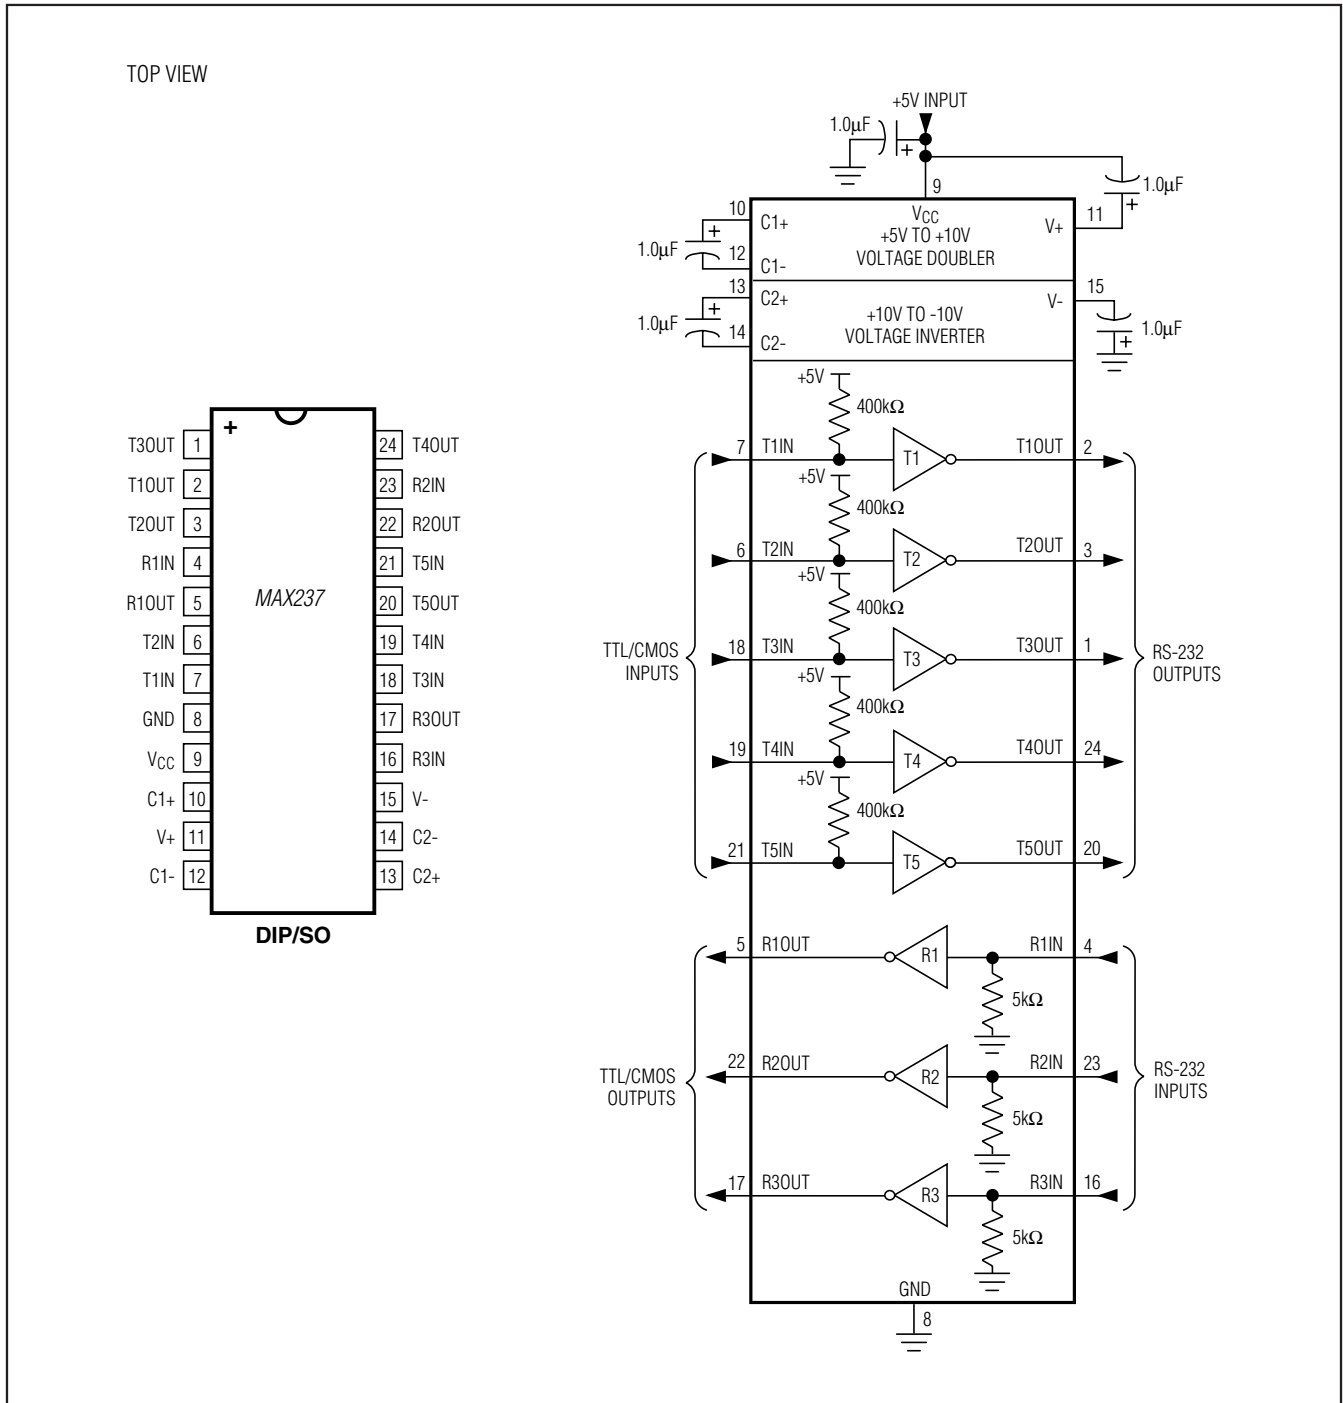 TOP VIEW
+5V INPUT
1.0µF
+
9
1.0µF
+
10
C1+
VCC
+5V TO +10V
VOLTAGE DOUBLER
V+
11
1.0µF
+
12
C1-
13
C2+
+10V TO -10V
VOLTAGE INVERTER
V-
15
1.0µF
+
14
C2-
1.0µF
+
+5V
400kΩ
7
T1IN
T1
T1OUT
2
+5V
400kΩ
6
T2IN
T2
T2OUT
3
+5V
400kΩ
TTL/CMOS
INPUTS
18
T3IN
T3
T3OUT
1
RS-232
OUTPUTS
+5V
400kΩ
19
T4IN
T4
T4OUT
24
+5V
400kΩ
21
T5IN
T5
T5OUT
20
5
R1OUT
R1
R1IN
4
5kΩ
TTL/CMOS
OUTPUTS
22
R2OUT
R2
R2IN
23
RS-232
INPUTS
5kΩ
17
R3OUT
R3
R3IN
16
5kΩ
GND
8
+
MAX237
T3OUT 1
T1OUT 2
T2OUT 3
R1IN 4
R1OUT 5
T2IN 6
T1IN 7
GND 8
VCC 9
C1+ 10
V+ 11
C1- 12
24 T4OUT
23 R2IN
22 R2OUT
21 T5IN
20 T5OUT
19 T4IN
18 T3IN
17 R3OUT
16 R3IN
15 V-
14 C2-
13 C2+
DIP/SO